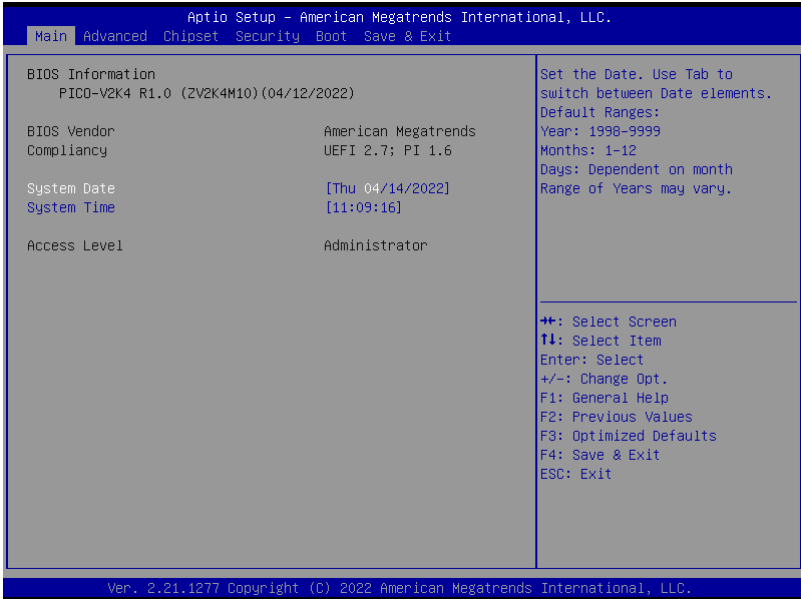 Aptio Setup – American Megatrends International, LLC.
Main Advanced Chipset Security Boot Save & Exit
BIOS Information
PICO-V2K4 R1.0 (ZV2K4M10)(04/12/2022)
BIOS Vendor American Megatrends
Compliancy UEFI 2.7; PI 1.6
System Date [Thu 04/14/2022]
System Time [11:09:16]
Access Level Administrator
Set the Date. Use Tab to
switch between Date elements.
Default Ranges:
Year: 1998-9999
Months: 1-12
Days: Dependent on month
Range of Years may vary.
→←: Select Screen
↑↓: Select Item
Enter: Select
+/-: Change Opt.
F1: General Help
F2: Previous Values
F3: Optimized Defaults
F4: Save & Exit
ESC: Exit
Ver. 2.21.1277 Copyright (C) 2022 American Megatrends International, LLC.